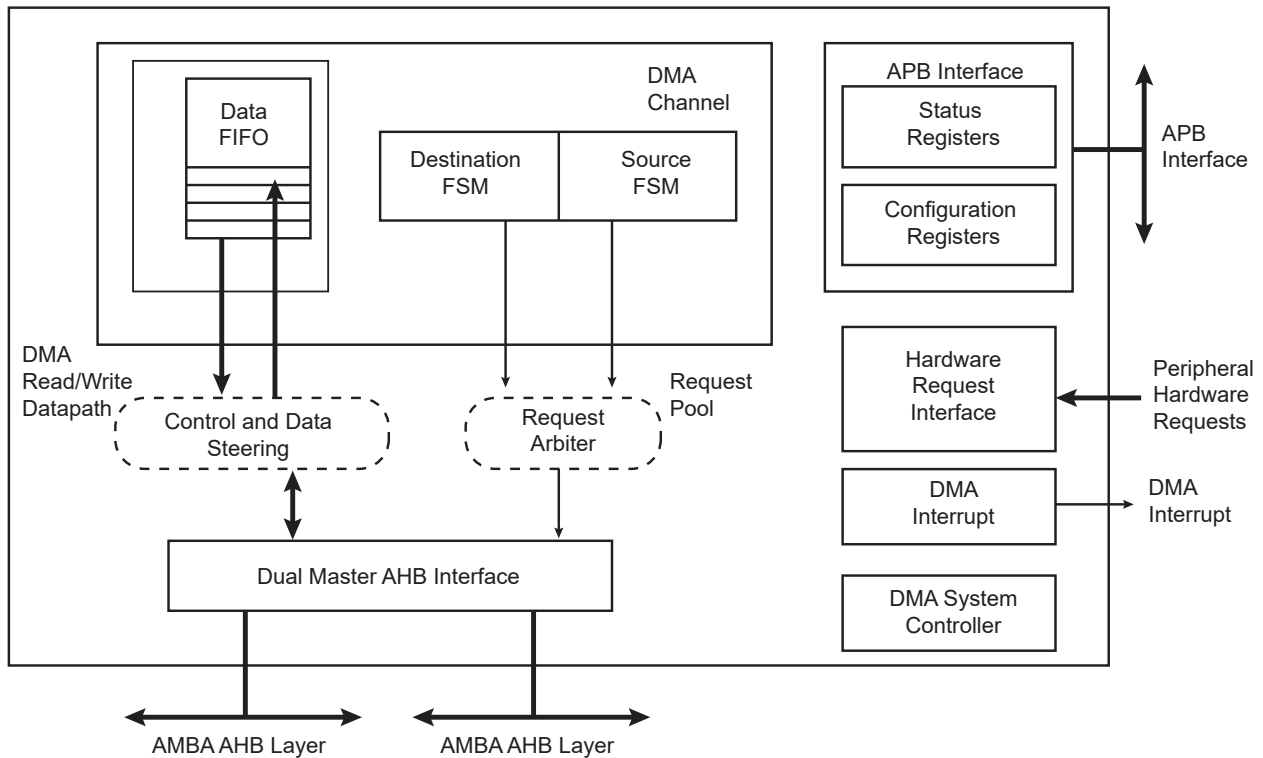 Data
FIFO
DMA
Channel
Destination
FSM
Source
FSM
APB Interface
Status
Registers
Configuration
Registers
APB
Interface
DMA
Read/Write
Datapath
Control and Data
Steering
Request
Arbiter
Request
Pool
Hardware
Request
Interface
Peripheral
Hardware
Requests
DMA
Interrupt
DMA
Interrupt
Dual Master AHB Interface
DMA System
Controller
AMBA AHB Layer
AMBA AHB Layer